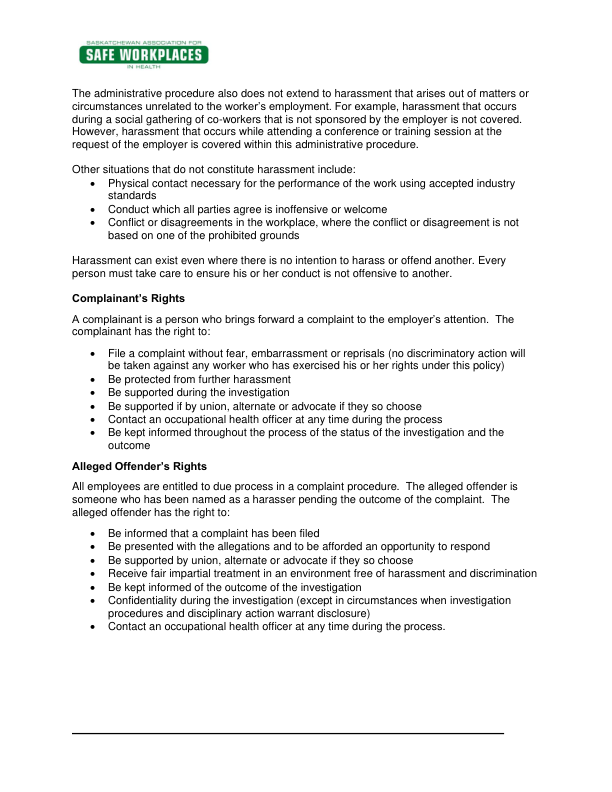 SASKATCHEWAN ASSOCIATION FOR
SAFE WORKPLACES
IN HEALTH
The administrative procedure also does not extend to harassment that arises out of matters or
circumstances unrelated to the worker's employment. For example, harassment that occurs
during a social gathering of co-workers that is not sponsored by the employer is not covered.
However, harassment that occurs while attending a conference or training session at the
request of the employer is covered within this administrative procedure.
Other situations that do not constitute harassment include:
• Physical contact necessary for the performance of the work using accepted industry
standards
• Conduct which all parties agree is inoffensive or welcome
• Conflict or disagreements in the workplace, where the conflict or disagreement is not
based on one of the prohibited grounds
Harassment can exist even where there is no intention to harass or offend another. Every
person must take care to ensure his or her conduct is not offensive to another.
Complainant's Rights
A complainant is a person who brings forward a complaint to the employer's attention.  The
complainant has the right to:
• File a complaint without fear, embarrassment or reprisals (no discriminatory action will
be taken against any worker who has exercised his or her rights under this policy)
• Be protected from further harassment
• Be supported during the investigation
• Be supported if by union, alternate or advocate if they so choose
• Contact an occupational health officer at any time during the process
• Be kept informed throughout the process of the status of the investigation and the
outcome
Alleged Offender's Rights
All employees are entitled to due process in a complaint procedure.  The alleged offender is
someone who has been named as a harasser pending the outcome of the complaint.  The
alleged offender has the right to:
• Be informed that a complaint has been filed
• Be presented with the allegations and to be afforded an opportunity to respond
• Be supported by union, alternate or advocate if they so choose
• Receive fair impartial treatment in an environment free of harassment and discrimination
• Be kept informed of the outcome of the investigation
• Confidentiality during the investigation (except in circumstances when investigation
procedures and disciplinary action warrant disclosure)
• Contact an occupational health officer at any time during the process.